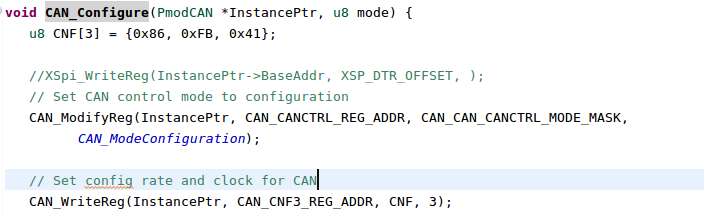 void CAN_Configure(PmodCAN *InstancePtr, u8 mode) {
u8 CNF[3] = {0x86, 0xFB, 0x41};
//XSpi_WriteReg(InstancePtr->BaseAddr, XSP_DTR_OFFSET, );
// Set CAN control mode to configuration
CAN_ModifyReg(InstancePtr, CAN_CANCTRL_REG_ADDR, CAN_CAN_CANCTRL_MODE_MASK,
CAN_ModeConfiguration);
// Set config rate and clock for CAN
CAN_WriteReg(InstancePtr, CAN_CNF3_REG_ADDR, CNF, 3);